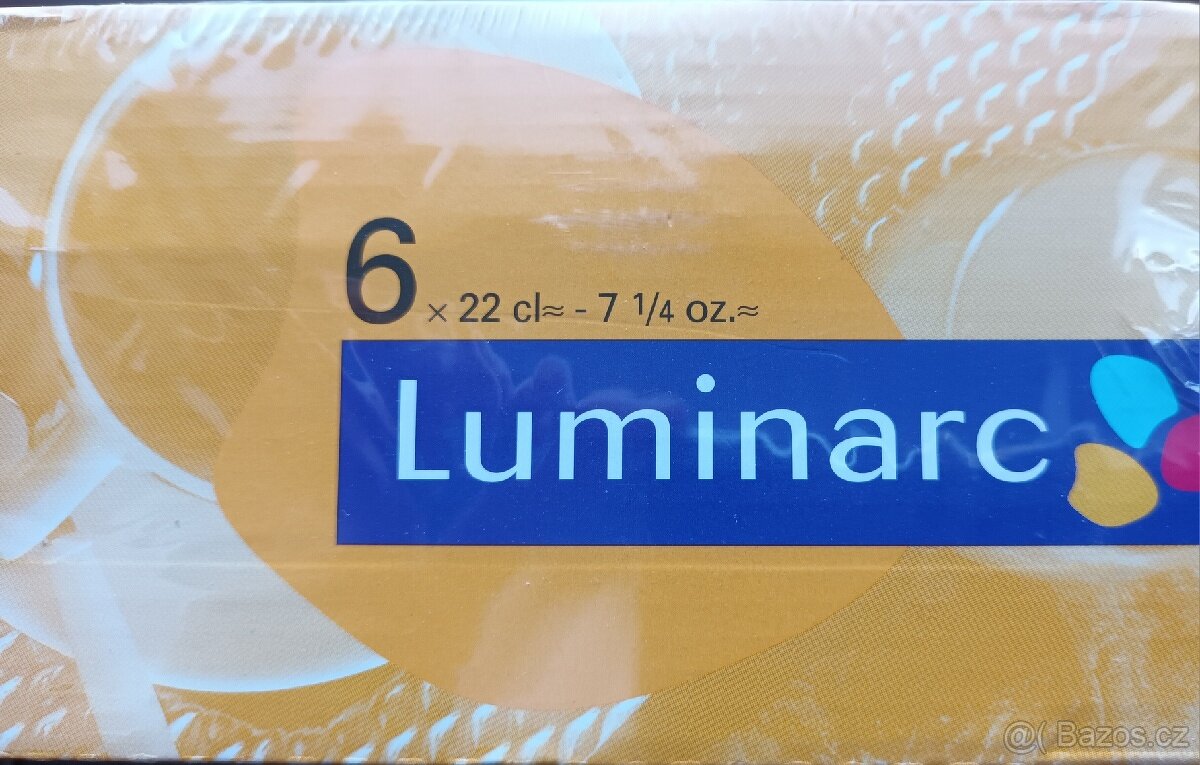 6 × 22 cl≈ - 7 1/4 oz.≈
Luminarc
@( Bazos.cz